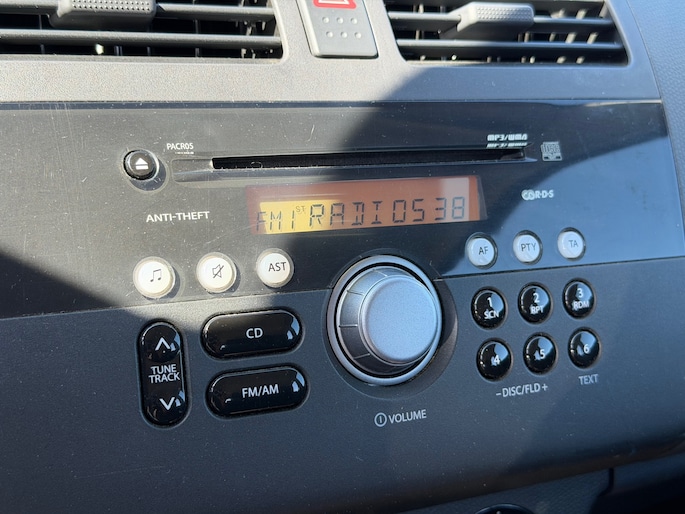 PACR05
MP3/WMA
R·D·S
ANTI-THEFT
FM1 ST RADIO538
AF
PTY
TA
AST
1
SCN
2
RPT
3
RDM
CD
TUNE
TRACK
4
5
6
FM/AM
−DISC/FLD+
TEXT
VOLUME